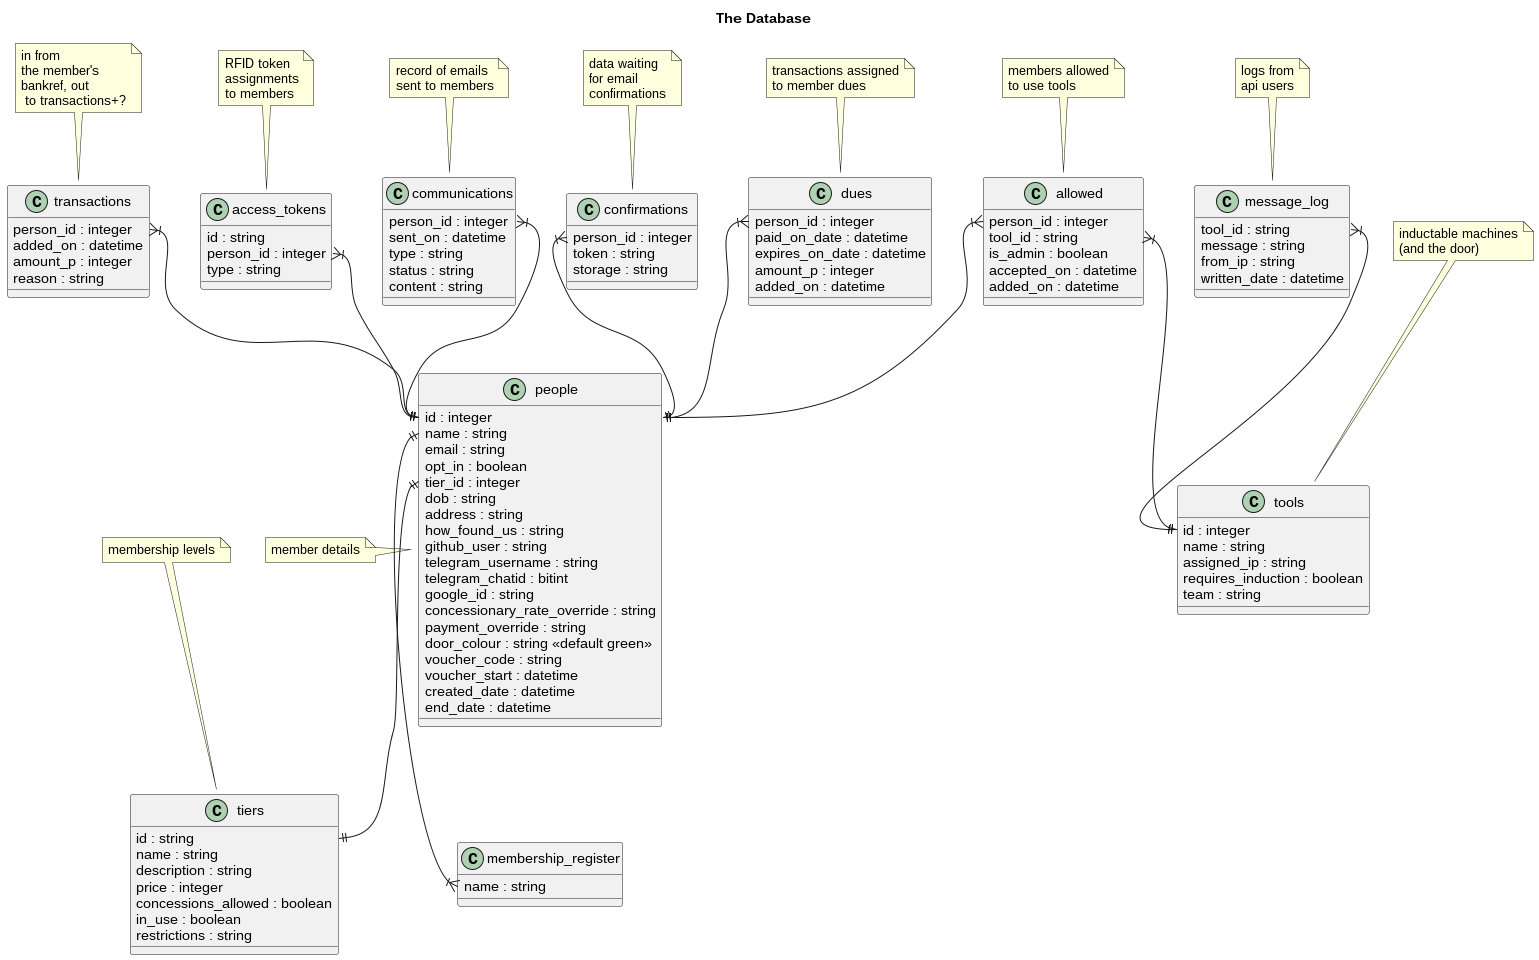 The Database
in from
the member's
bankref, out
to transactions+?
RFID token
assignments
to members
record of emails
sent to members
data waiting
for email
confirmations
transactions assigned
to member dues
members allowed
to use tools
logs from
api users
C transactions
person_id : integer
added_on : datetime
amount_p : integer
reason : string
C access_tokens
id : string
person_id : integer
type : string
C communications
person_id : integer
sent_on : datetime
type : string
status : string
content : string
C confirmations
person_id : integer
token : string
storage : string
C dues
person_id : integer
paid_on_date : datetime
expires_on_date : datetime
amount_p : integer
added_on : datetime
C allowed
person_id : integer
tool_id : string
is_admin : boolean
accepted_on : datetime
added_on : datetime
C message_log
tool_id : string
message : string
from_ip : string
written_date : datetime
inductable machines
(and the door)
C people
id : integer
name : string
email : string
opt_in : boolean
tier_id : integer
dob : string
address : string
how_found_us : string
github_user : string
telegram_username : string
telegram_chatid : bitint
google_id : string
concessionary_rate_override : string
payment_override : string
door_colour : string «default green»
voucher_code : string
voucher_start : datetime
created_date : datetime
end_date : datetime
C tools
id : integer
name : string
assigned_ip : string
requires_induction : boolean
team : string
membership levels
member details
C tiers
id : string
name : string
description : string
price : integer
concessions_allowed : boolean
in_use : boolean
restrictions : string
C membership_register
name : string